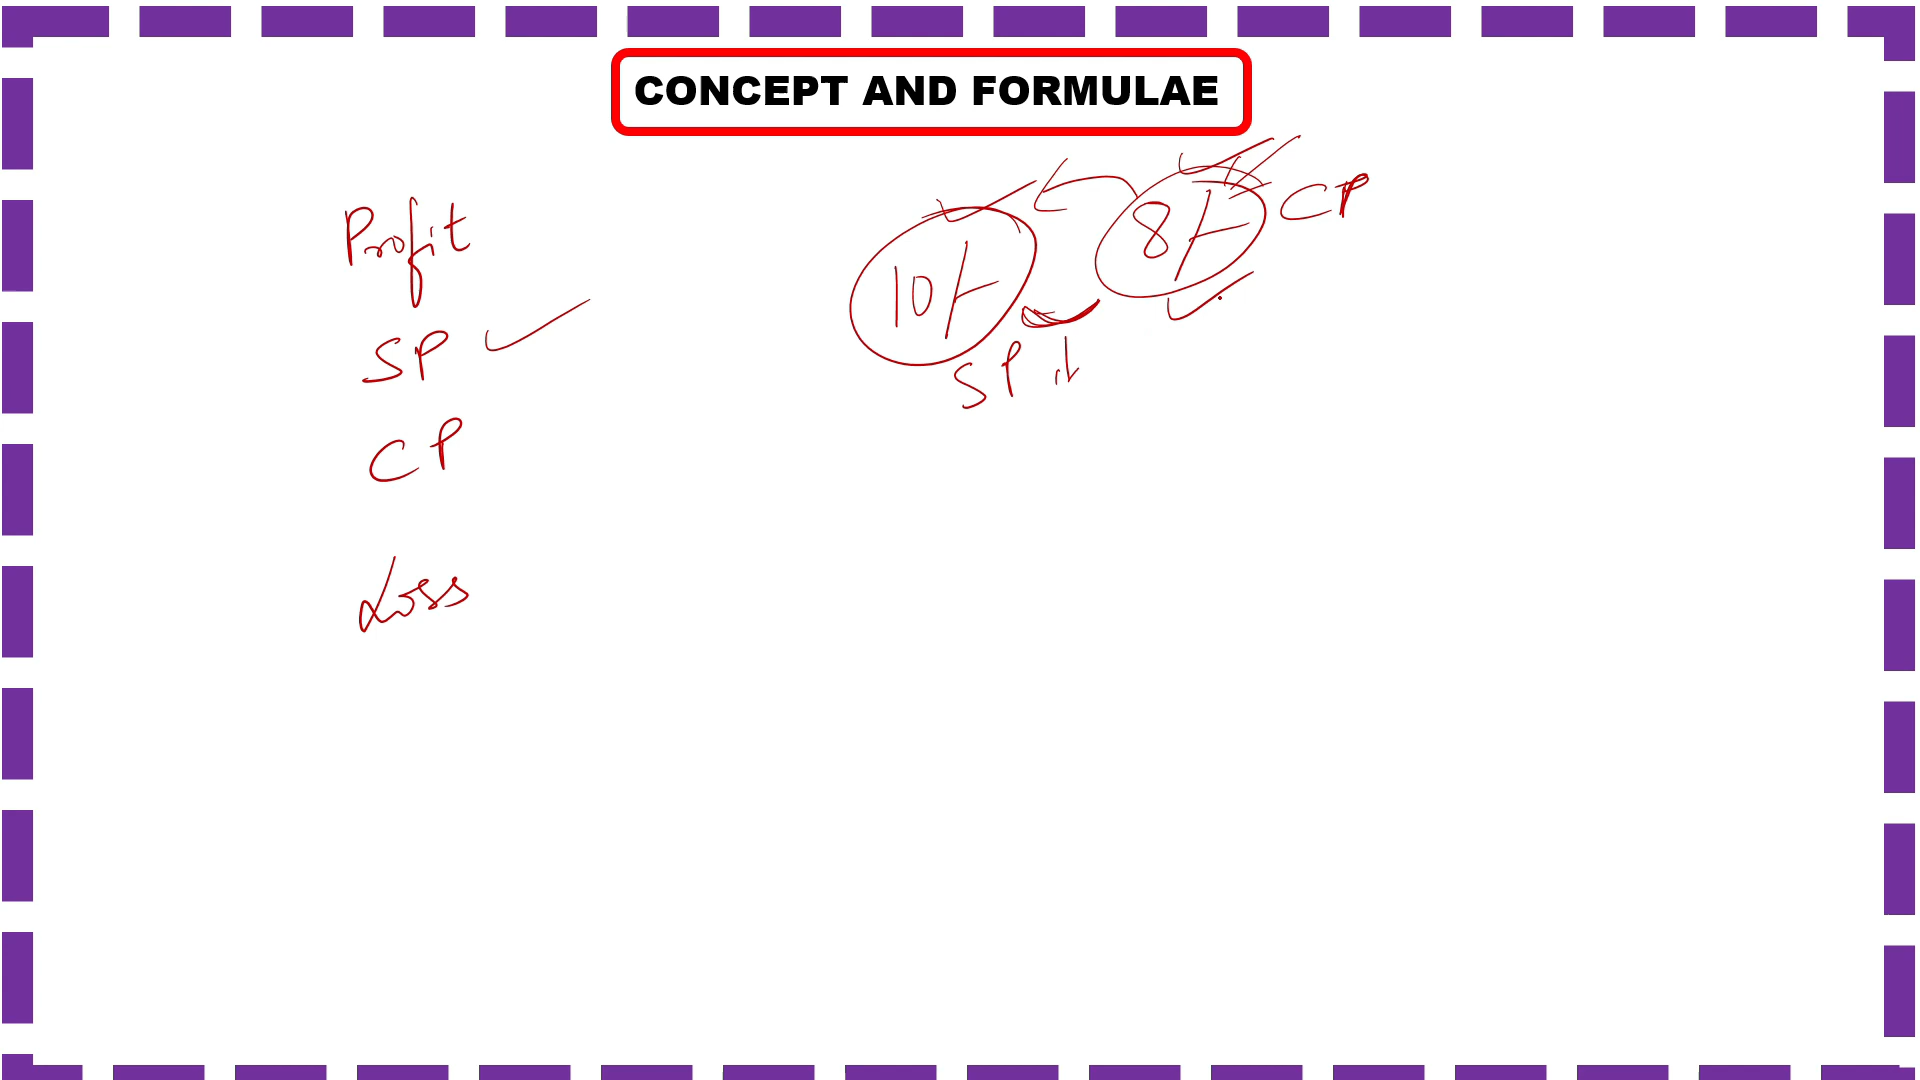 CONCEPT AND FORMULAE
Profit
10/- 8/- CP
SP
SP
CP
Loss